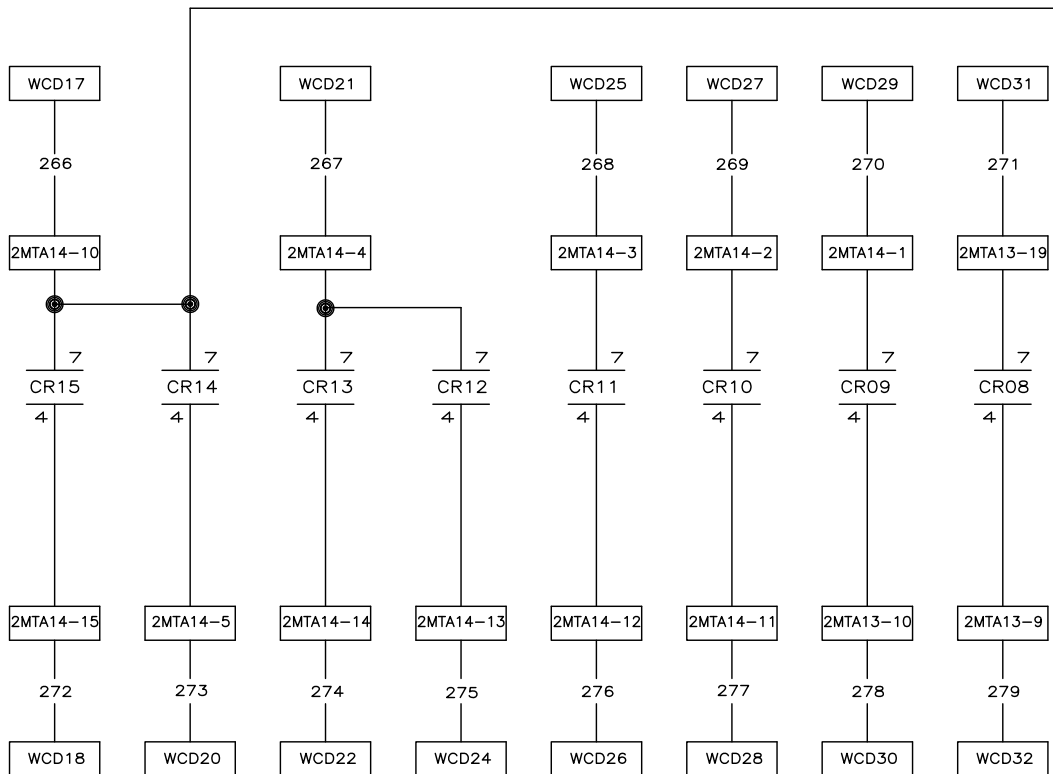 WCD17 WCD21 WCD25 WCD27 WCD29 WCD31
266 267 268 269 270 271
2MTA14-10 2MTA14-4 2MTA14-3 2MTA14-2 2MTA14-1 2MTA13-19
7 7 7 7 7 7 7 7
CR15 CR14 CR13 CR12 CR11 CR10 CR09 CR08
4 4 4 4 4 4 4 4
2MTA14-15 2MTA14-5 2MTA14-14 2MTA14-13 2MTA14-12 2MTA14-11 2MTA13-10 2MTA13-9
272 273 274 275 276 277 278 279
WCD18 WCD20 WCD22 WCD24 WCD26 WCD28 WCD30 WCD32